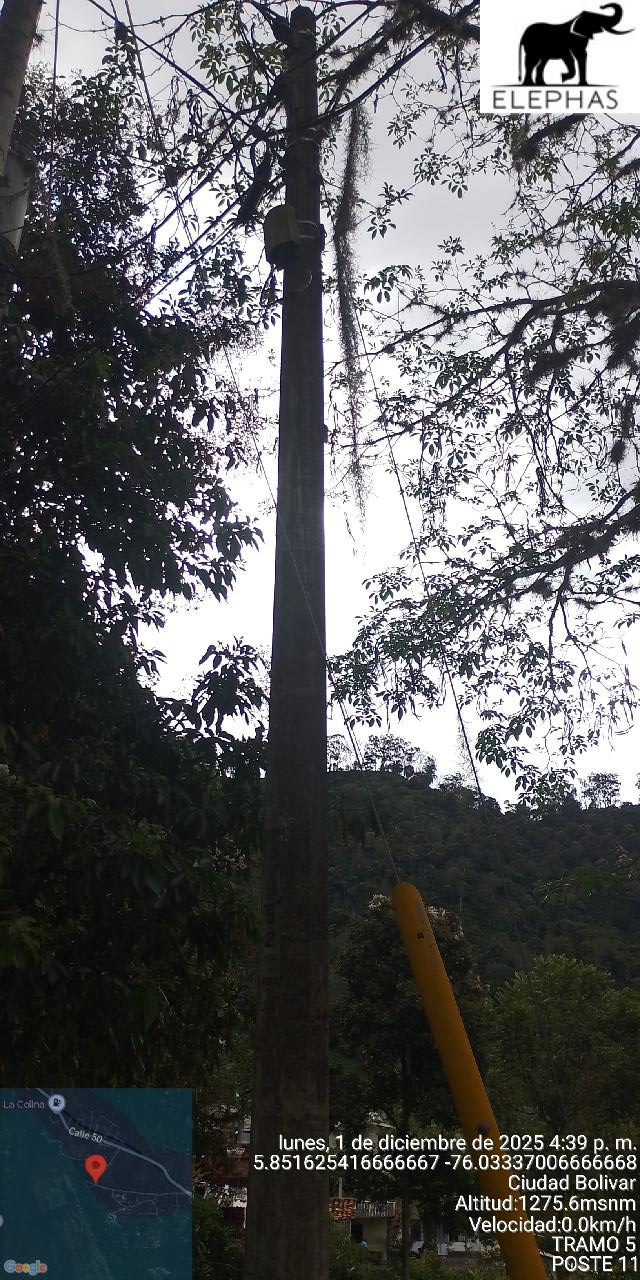 ELEPHAS
La Colina
Calle 50
Google
lunes, 1 de diciembre de 2025 4:39 p. m.
5.851625416666667 -76.03337006666668
Ciudad Bolivar
Altitud:1275.6msnm
Velocidad:0.0km/h
TRAMO 5
POSTE 11